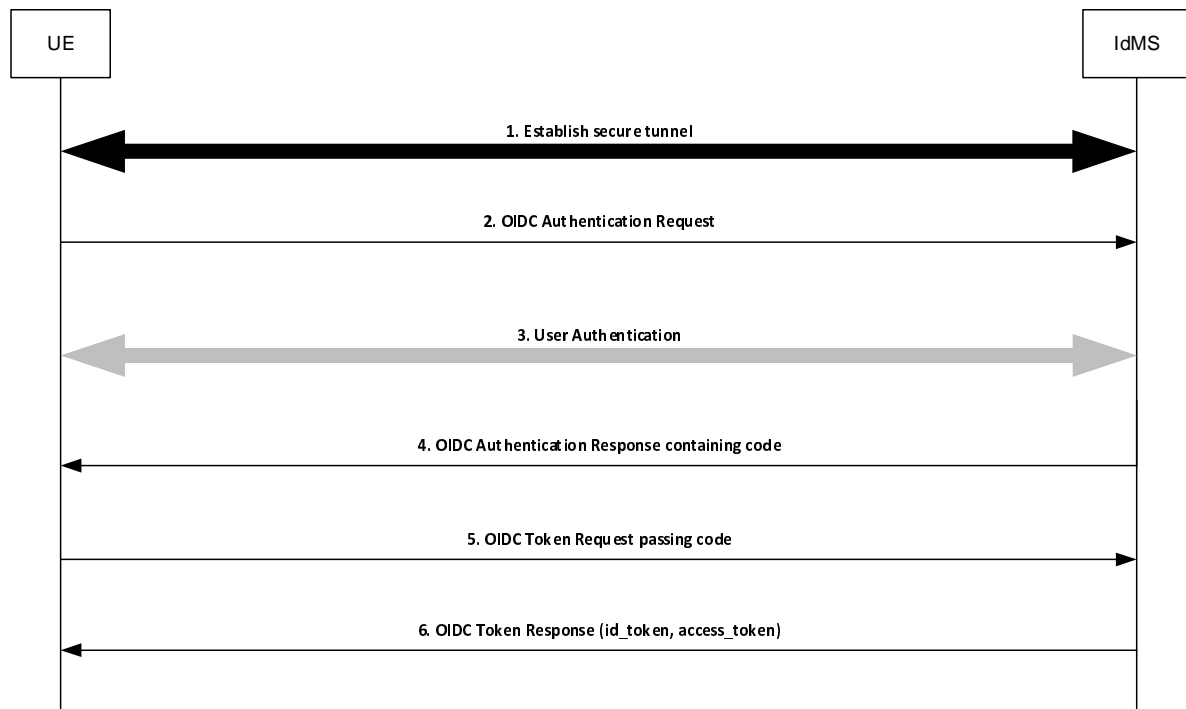 UE
IdMS
1. Establish secure tunnel
2. OIDC Authentication Request
3. User Authentication
4. OIDC Authentication Response containing code
5. OIDC Token Request passing code
6. OIDC Token Response (id_token, access_token)